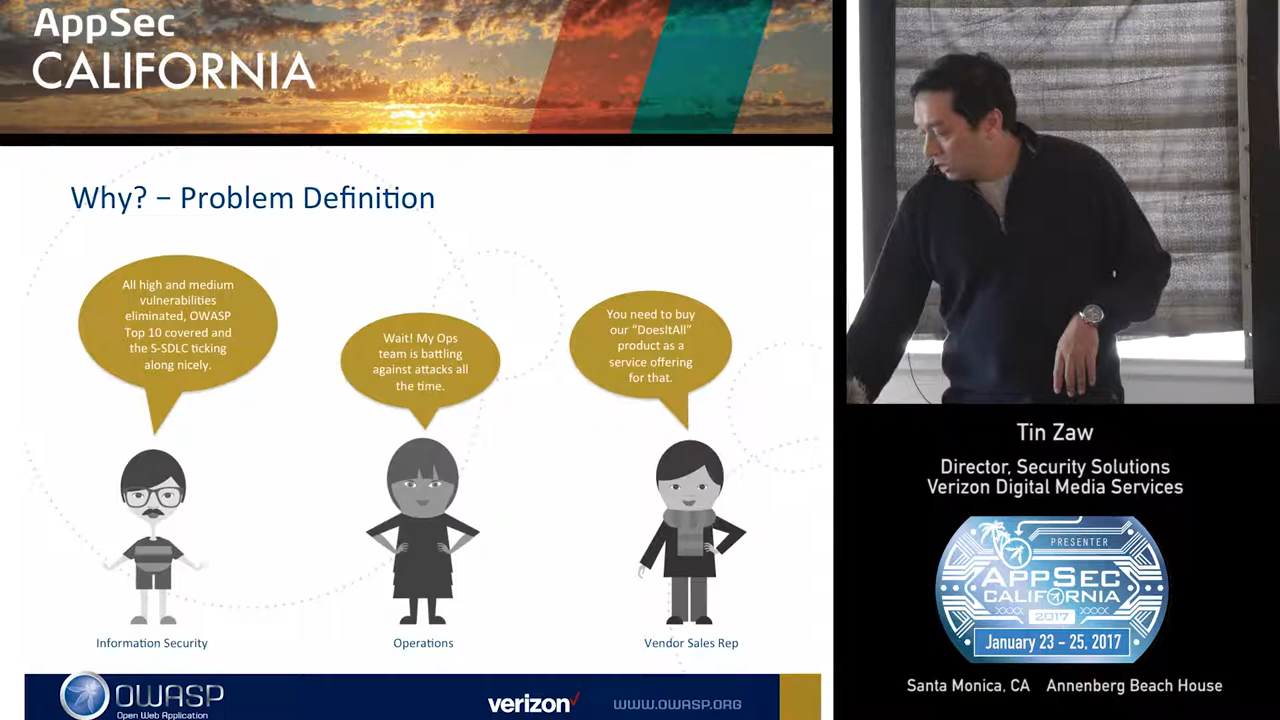 AppSec
CALIFORNIA
Why? – Problem Definition
All high and medium
vulnerabilities
eliminated, OWASP
Top 10 covered and
the S-SDLC ticking
along nicely.
Wait! My Ops
team is battling
against attacks all
the time.
You need to buy
our “DoesItAll”
product as a
service offering
for that.
Information Security
Operations
Vendor Sales Rep
OWASP
Open Web Application
verizon✓
WWW.OWASP.ORG
Tin Zaw
Director, Security Solutions
Verizon Digital Media Services
PRESENTER
APPSEC
CALIFORNIA
2017
January 23 - 25, 2017
Santa Monica, CA Annenberg Beach House